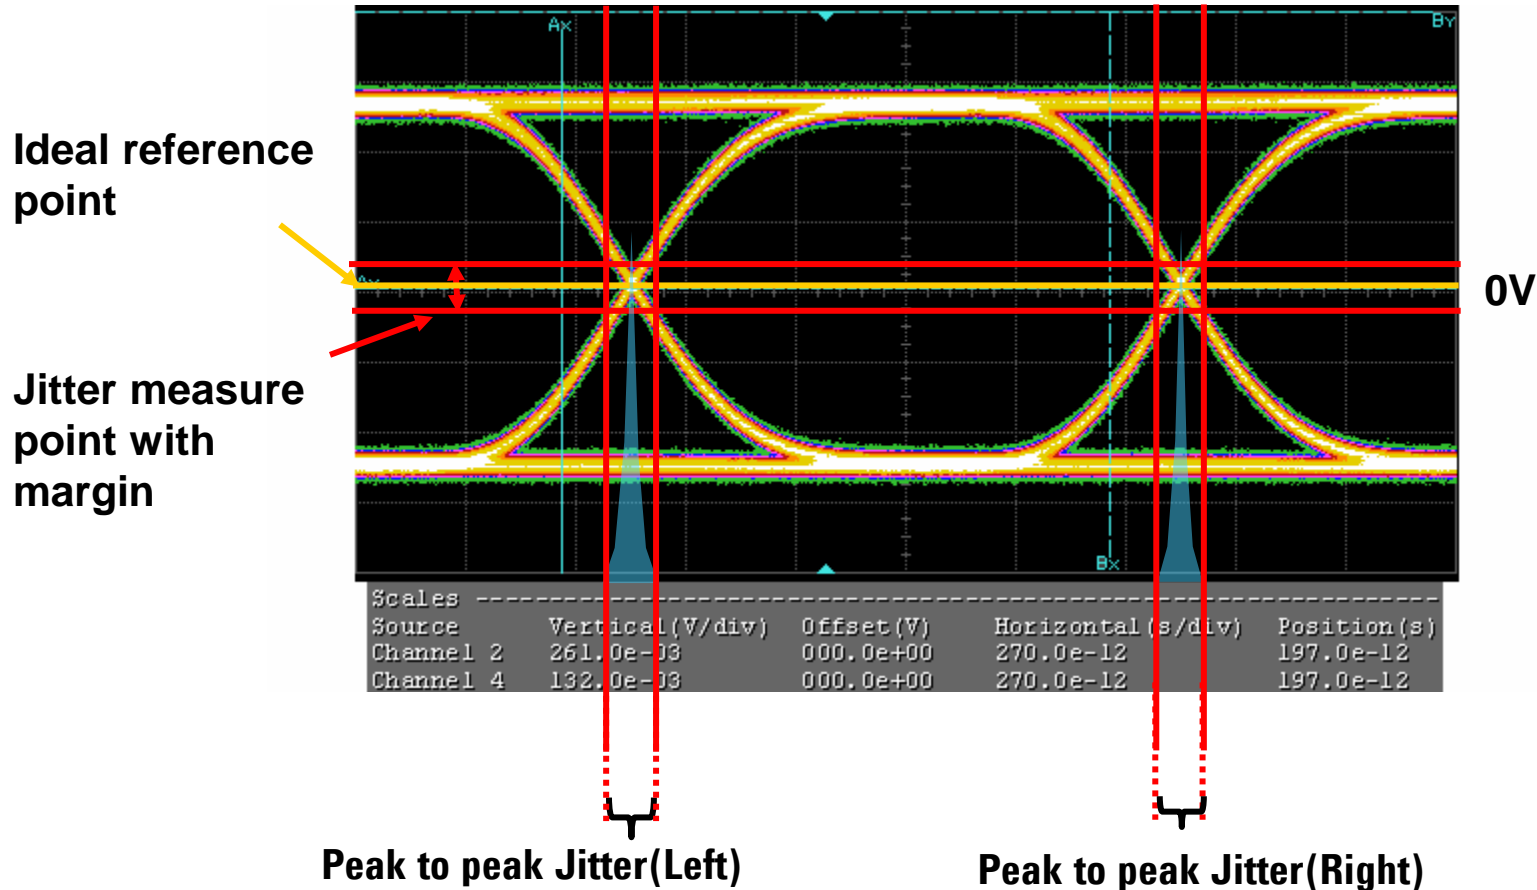 Ax
By
Ideal reference
point
Ay
0V
Jitter measure
point with
margin
Bx
Scales
Source Vertical(V/div) Offset(V) Horizontal(s/div) Position(s)
Channel 2 261.0e-03 000.0e+00 270.0e-12 197.0e-12
Channel 4 132.0e-03 000.0e+00 270.0e-12 197.0e-12
Peak to peak Jitter(Left)
Peak to peak Jitter(Right)